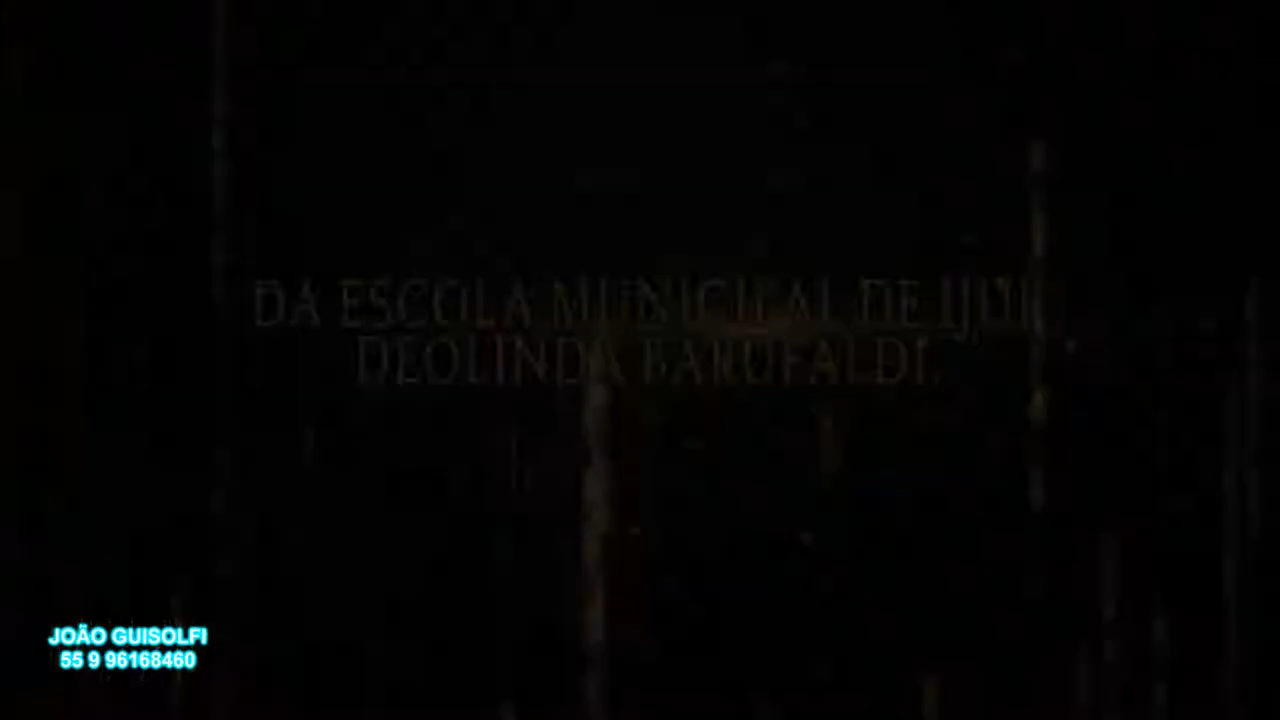 DA ESCOLA MUNICIPAL DE IJUÍ
DEOLINDA BARUFALDI.
JOÃO GUISOLFI
55 9 96168460